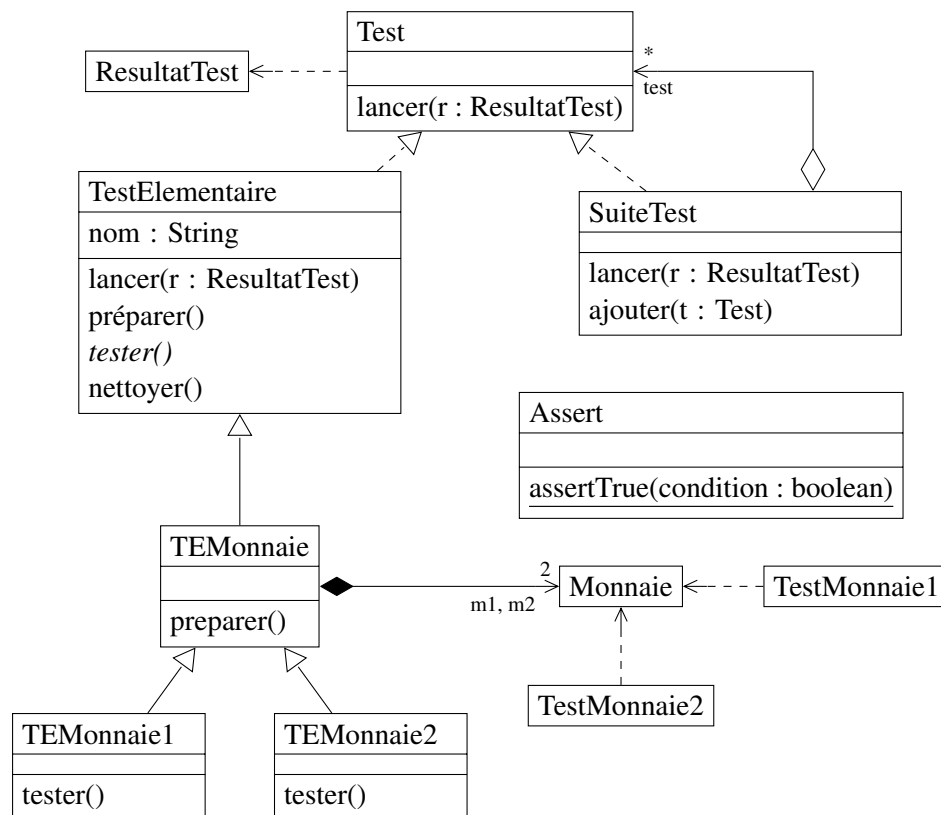 Test
ResultatTest
lancer(r : ResultatTest)
*
test
TestElementaire
nom : String
lancer(r : ResultatTest)
préparer()
tester()
nettoyer()
SuiteTest
lancer(r : ResultatTest)
ajouter(t : Test)
Assert
assertTrue(condition : boolean)
TEMonnaie
preparer()
2
m1, m2
Monnaie
TestMonnaie1
TestMonnaie2
TEMonnaie1
tester()
TEMonnaie2
tester()